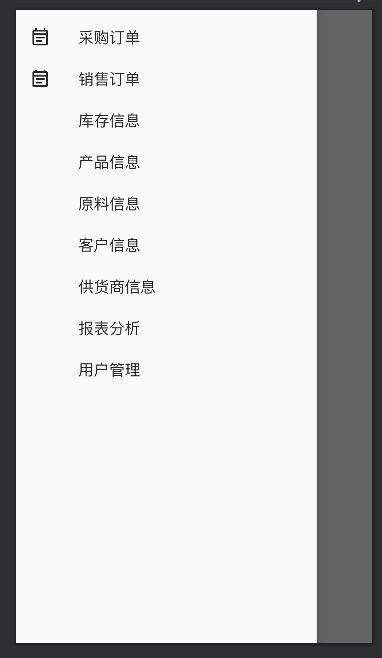 采购订单
销售订单
库存信息
产品信息
原料信息
客户信息
供货商信息
报表分析
用户管理